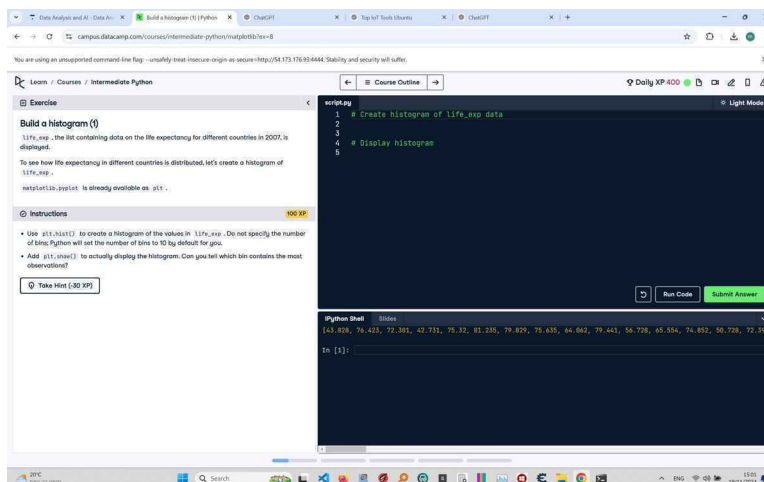 Data Analysis and AI - Data An
Build a histogram (1) | Python
ChatGPT
Top IoT Tools Ubuntu
ChatGPT
campus.datacamp.com/courses/intermediate-python/matplotlib?ex=8
You are using an unsupported command-line flag: --unsafely-treat-insecure-origin-as-secure=http://54.173.176.93:4444. Stability and security will suffer.
Learn / Courses / Intermediate Python
Course Outline
Daily XP 400
Exercise
Build a histogram (1)
life_exp , the list containing data on the life expectancy for different countries in 2007, is
displayed.
To see how life expectancy in different countries is distributed, let's create a histogram of
life_exp .
matplotlib.pyplot is already available as plt .
Instructions
100 XP
• Use plt.hist() to create a histogram of the values in life_exp . Do not specify the number
of bins; Python will set the number of bins to 10 by default for you.
• Add plt.show() to actually display the histogram. Can you tell which bin contains the most
observations?
Take Hint (-30 XP)
script.py
Light Mode
1 # Create histogram of life_exp data
2
3
4 # Display histogram
5
Run Code
Submit Answer
IPython Shell
Slides
[43.828, 76.423, 72.301, 42.731, 75.32, 81.235, 79.829, 75.635, 64.062, 79.441, 56.728, 65.554, 74.852, 50.728, 72.39
In [1]:
20°C
Search
ENG
15:01